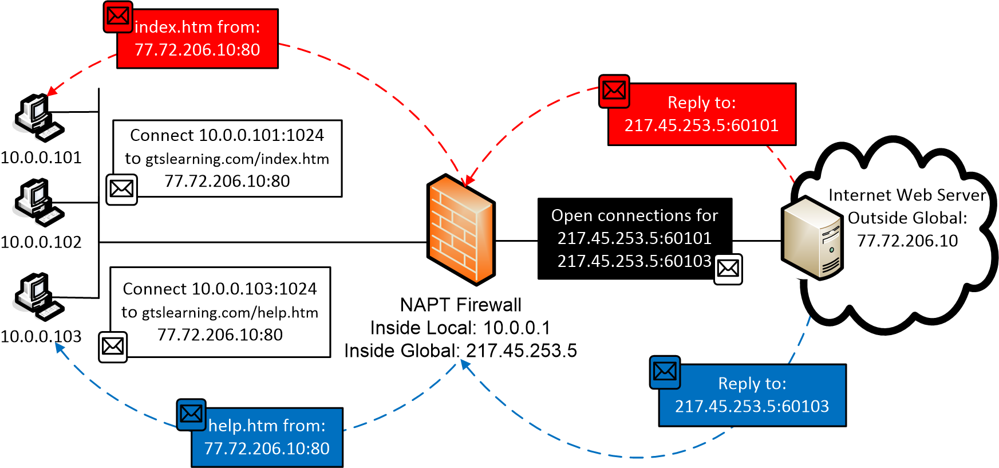 index.htm from:
77.72.206.10:80
Reply to:
217.45.253.5:60101
10.0.0.101
Connect 10.0.0.101:1024
to gtslearning.com/index.htm
77.72.206.10:80
10.0.0.102
Open connections for
217.45.253.5:60101
217.45.253.5:60103
Internet Web Server
Outside Global:
77.72.206.10
10.0.0.103
Connect 10.0.0.103:1024
to gtslearning.com/help.htm
77.72.206.10:80
NAPT Firewall
Inside Local: 10.0.0.1
Inside Global: 217.45.253.5
Reply to:
217.45.253.5:60103
help.htm from:
77.72.206.10:80